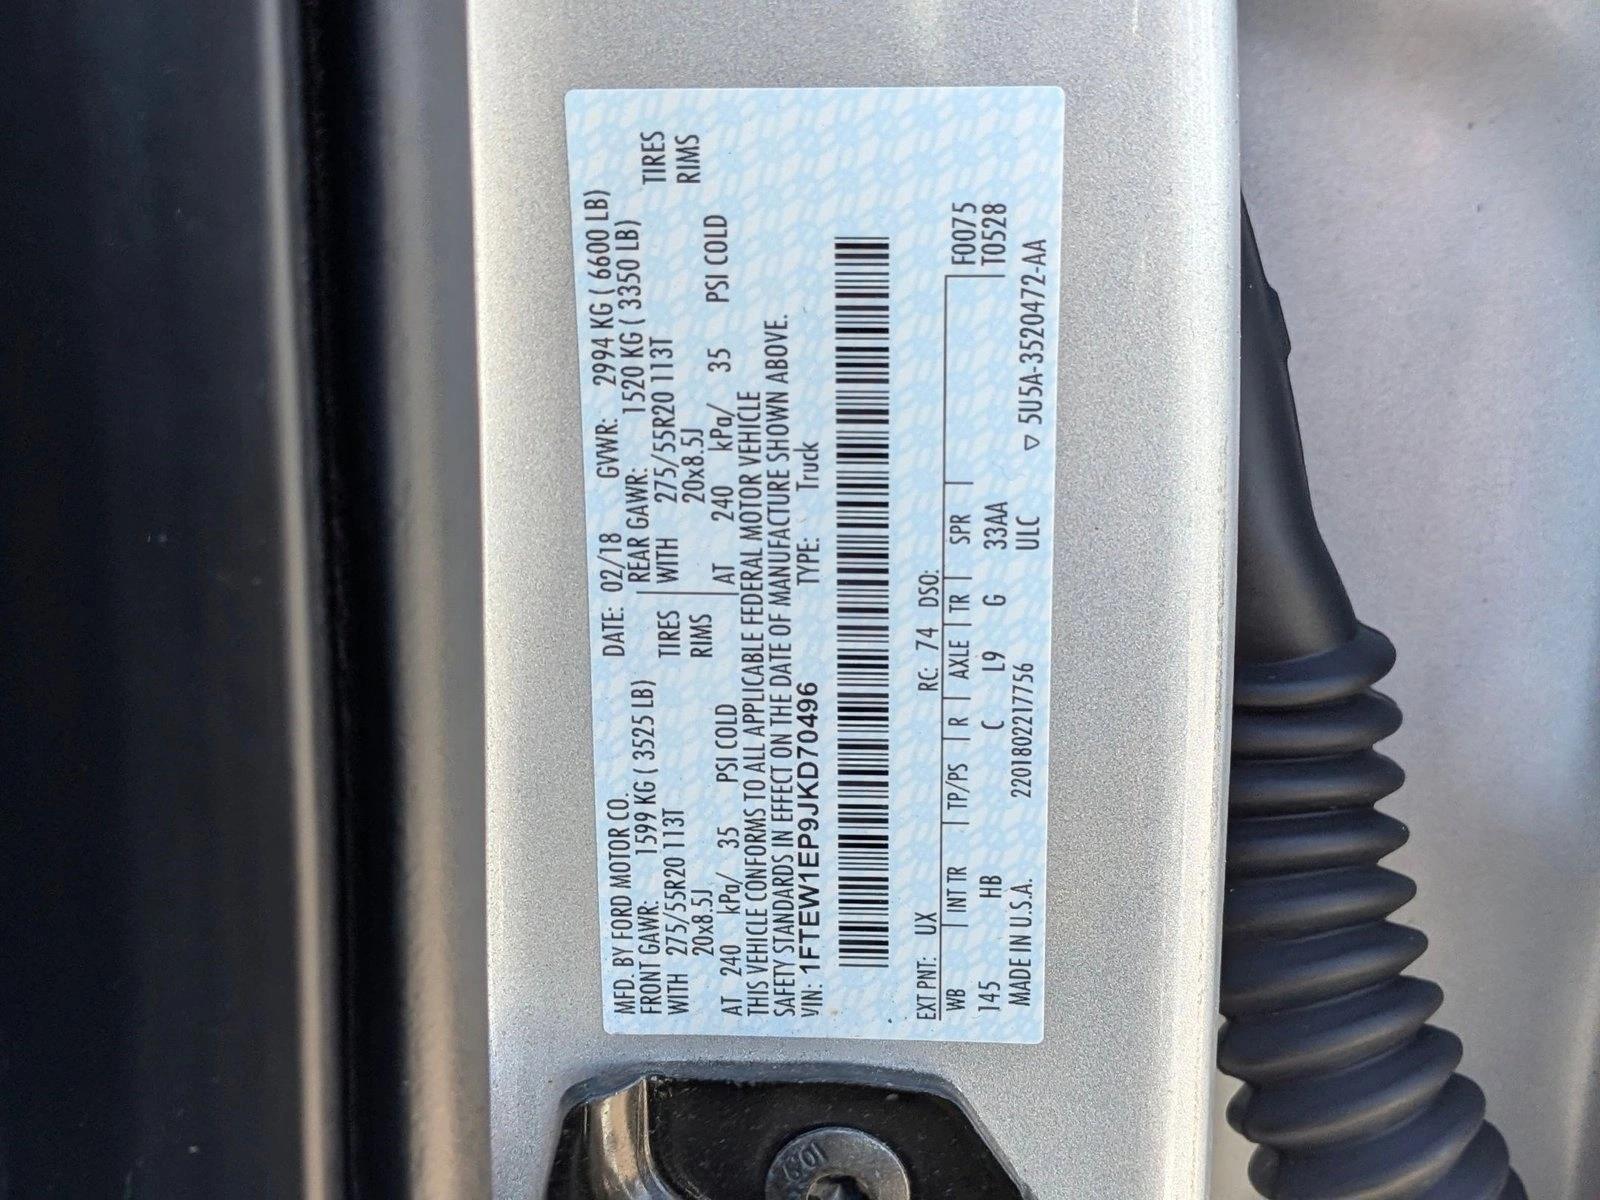 MFD. BY FORD MOTOR CO. DATE: 02/18 GVWR: 2994 KG ( 6600 LB)
FRONT GAWR: 1599 KG ( 3525 LB) REAR GAWR: 1520 KG ( 3350 LB)
WITH 275/55R20 113T TIRES WITH 275/55R20 113T TIRES
20x8.5J RIMS 20x8.5J RIMS
AT 240 kPa/ 35 PSI COLD AT 240 kPa/ 35 PSI COLD
THIS VEHICLE CONFORMS TO ALL APPLICABLE FEDERAL MOTOR VEHICLE
SAFETY STANDARDS IN EFFECT ON THE DATE OF MANUFACTURE SHOWN ABOVE.
VIN: 1FTEW1EP9JKD70496 TYPE: Truck
EXT PNT: UX RC: 74 DSO: F0075
WB INT TR TP/PS R AXLE TR SPR T0528
145 HB C L9 G 33AA
MADE IN U.S.A. 2201802217756 ULC ▽ 5U5A-3520472-AA